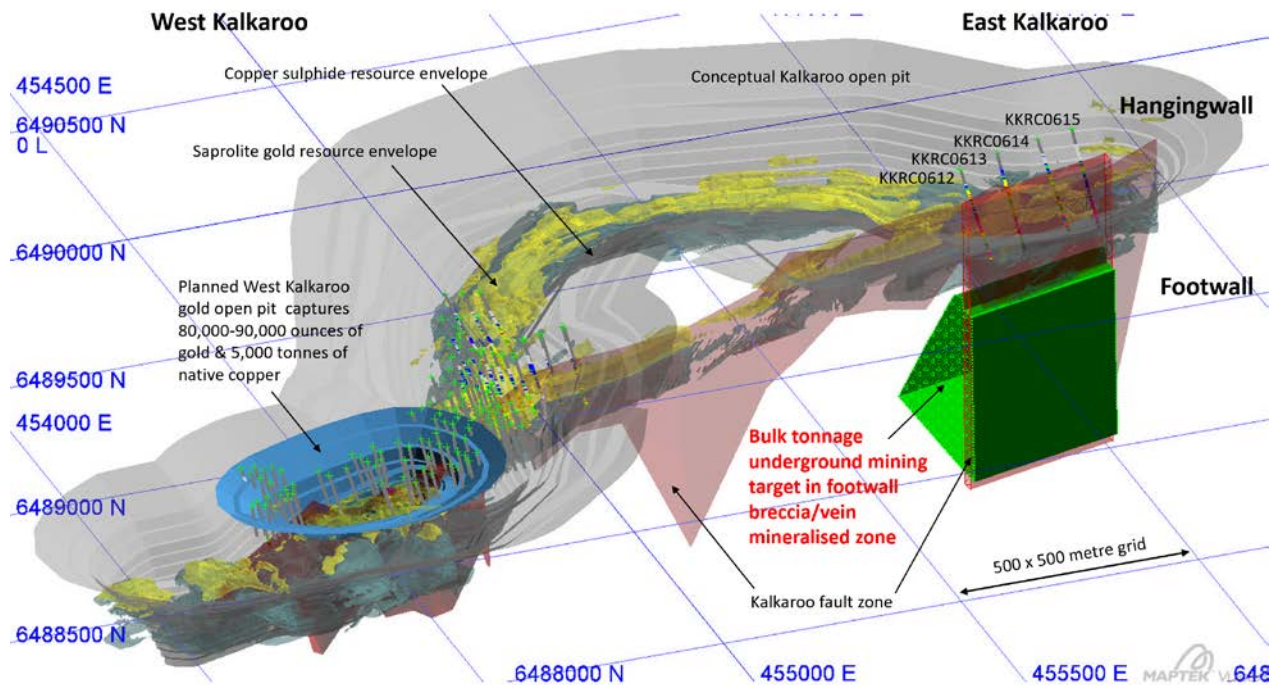 West Kalkaroo
East Kalkaroo
454500 E
6490500 N
0 L
Copper sulphide resource envelope
Conceptual Kalkaroo open pit
Hangingwall
KKRC0615
KKRC0614
KKRC0613
KKRC0612
Saprolite gold resource envelope
6490000 N
Planned West Kalkaroo
gold open pit captures
80,000-90,000 ounces of
gold & 5,000 tonnes of
native copper
Footwall
6489500 N
454000 E
Bulk tonnage
underground mining
target in footwall
breccia/vein
mineralised zone
6489000 N
500 x 500 metre grid
Kalkaroo fault zone
6488500 N
6488000 N
455000 E
455500 E
648
MAPTEK